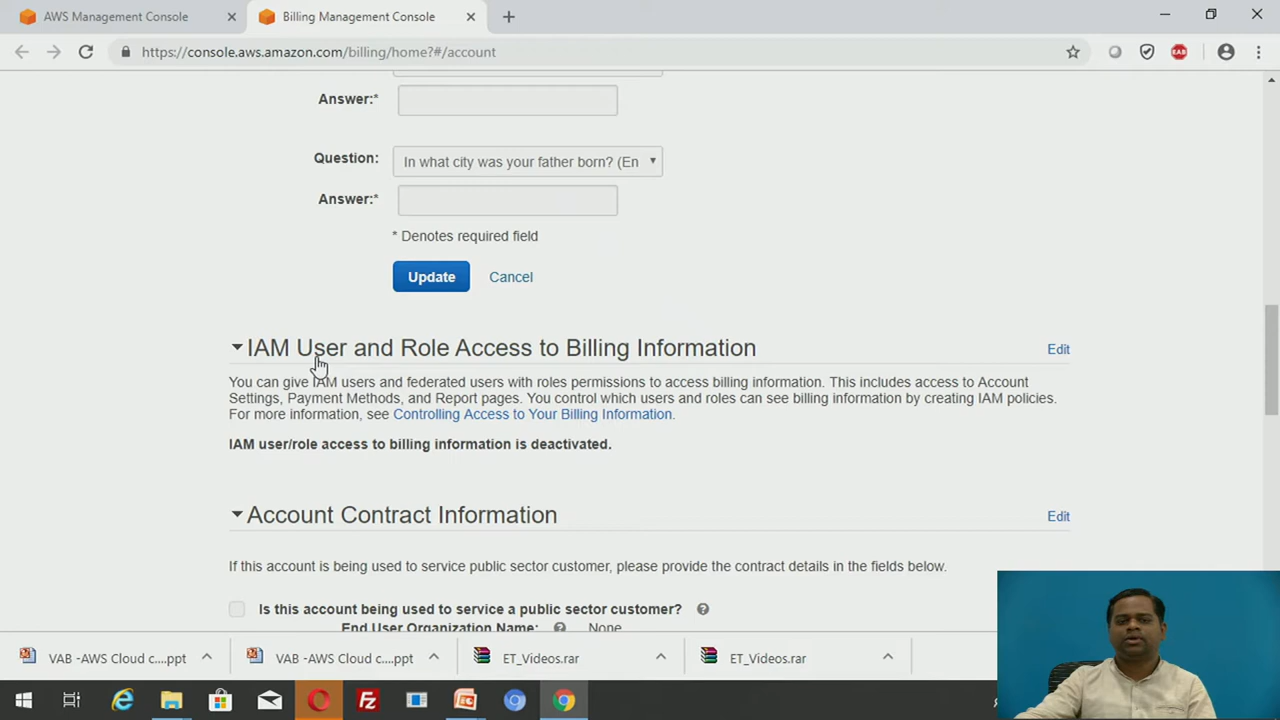 AWS Management Console
Billing Management Console
https://console.aws.amazon.com/billing/home?#/account
EAB
Answer:*
Question:
In what city was your father born? (En
Answer:*
* Denotes required field
Update
Cancel
IAM User and Role Access to Billing Information
Edit
You can give IAM users and federated users with roles permissions to access billing information. This includes access to Account
Settings, Payment Methods, and Report pages. You control which users and roles can see billing information by creating IAM policies.
For more information, see Controlling Access to Your Billing Information.
IAM user/role access to billing information is deactivated.
Account Contract Information
Edit
If this account is being used to service public sector customer, please provide the contract details in the fields below.
Is this account being used to service a public sector customer?
End User Organization Name:
None
VAB -AWS Cloud c....ppt
VAB -AWS Cloud c....ppt
ET_Videos.rar
ET_Videos.rar